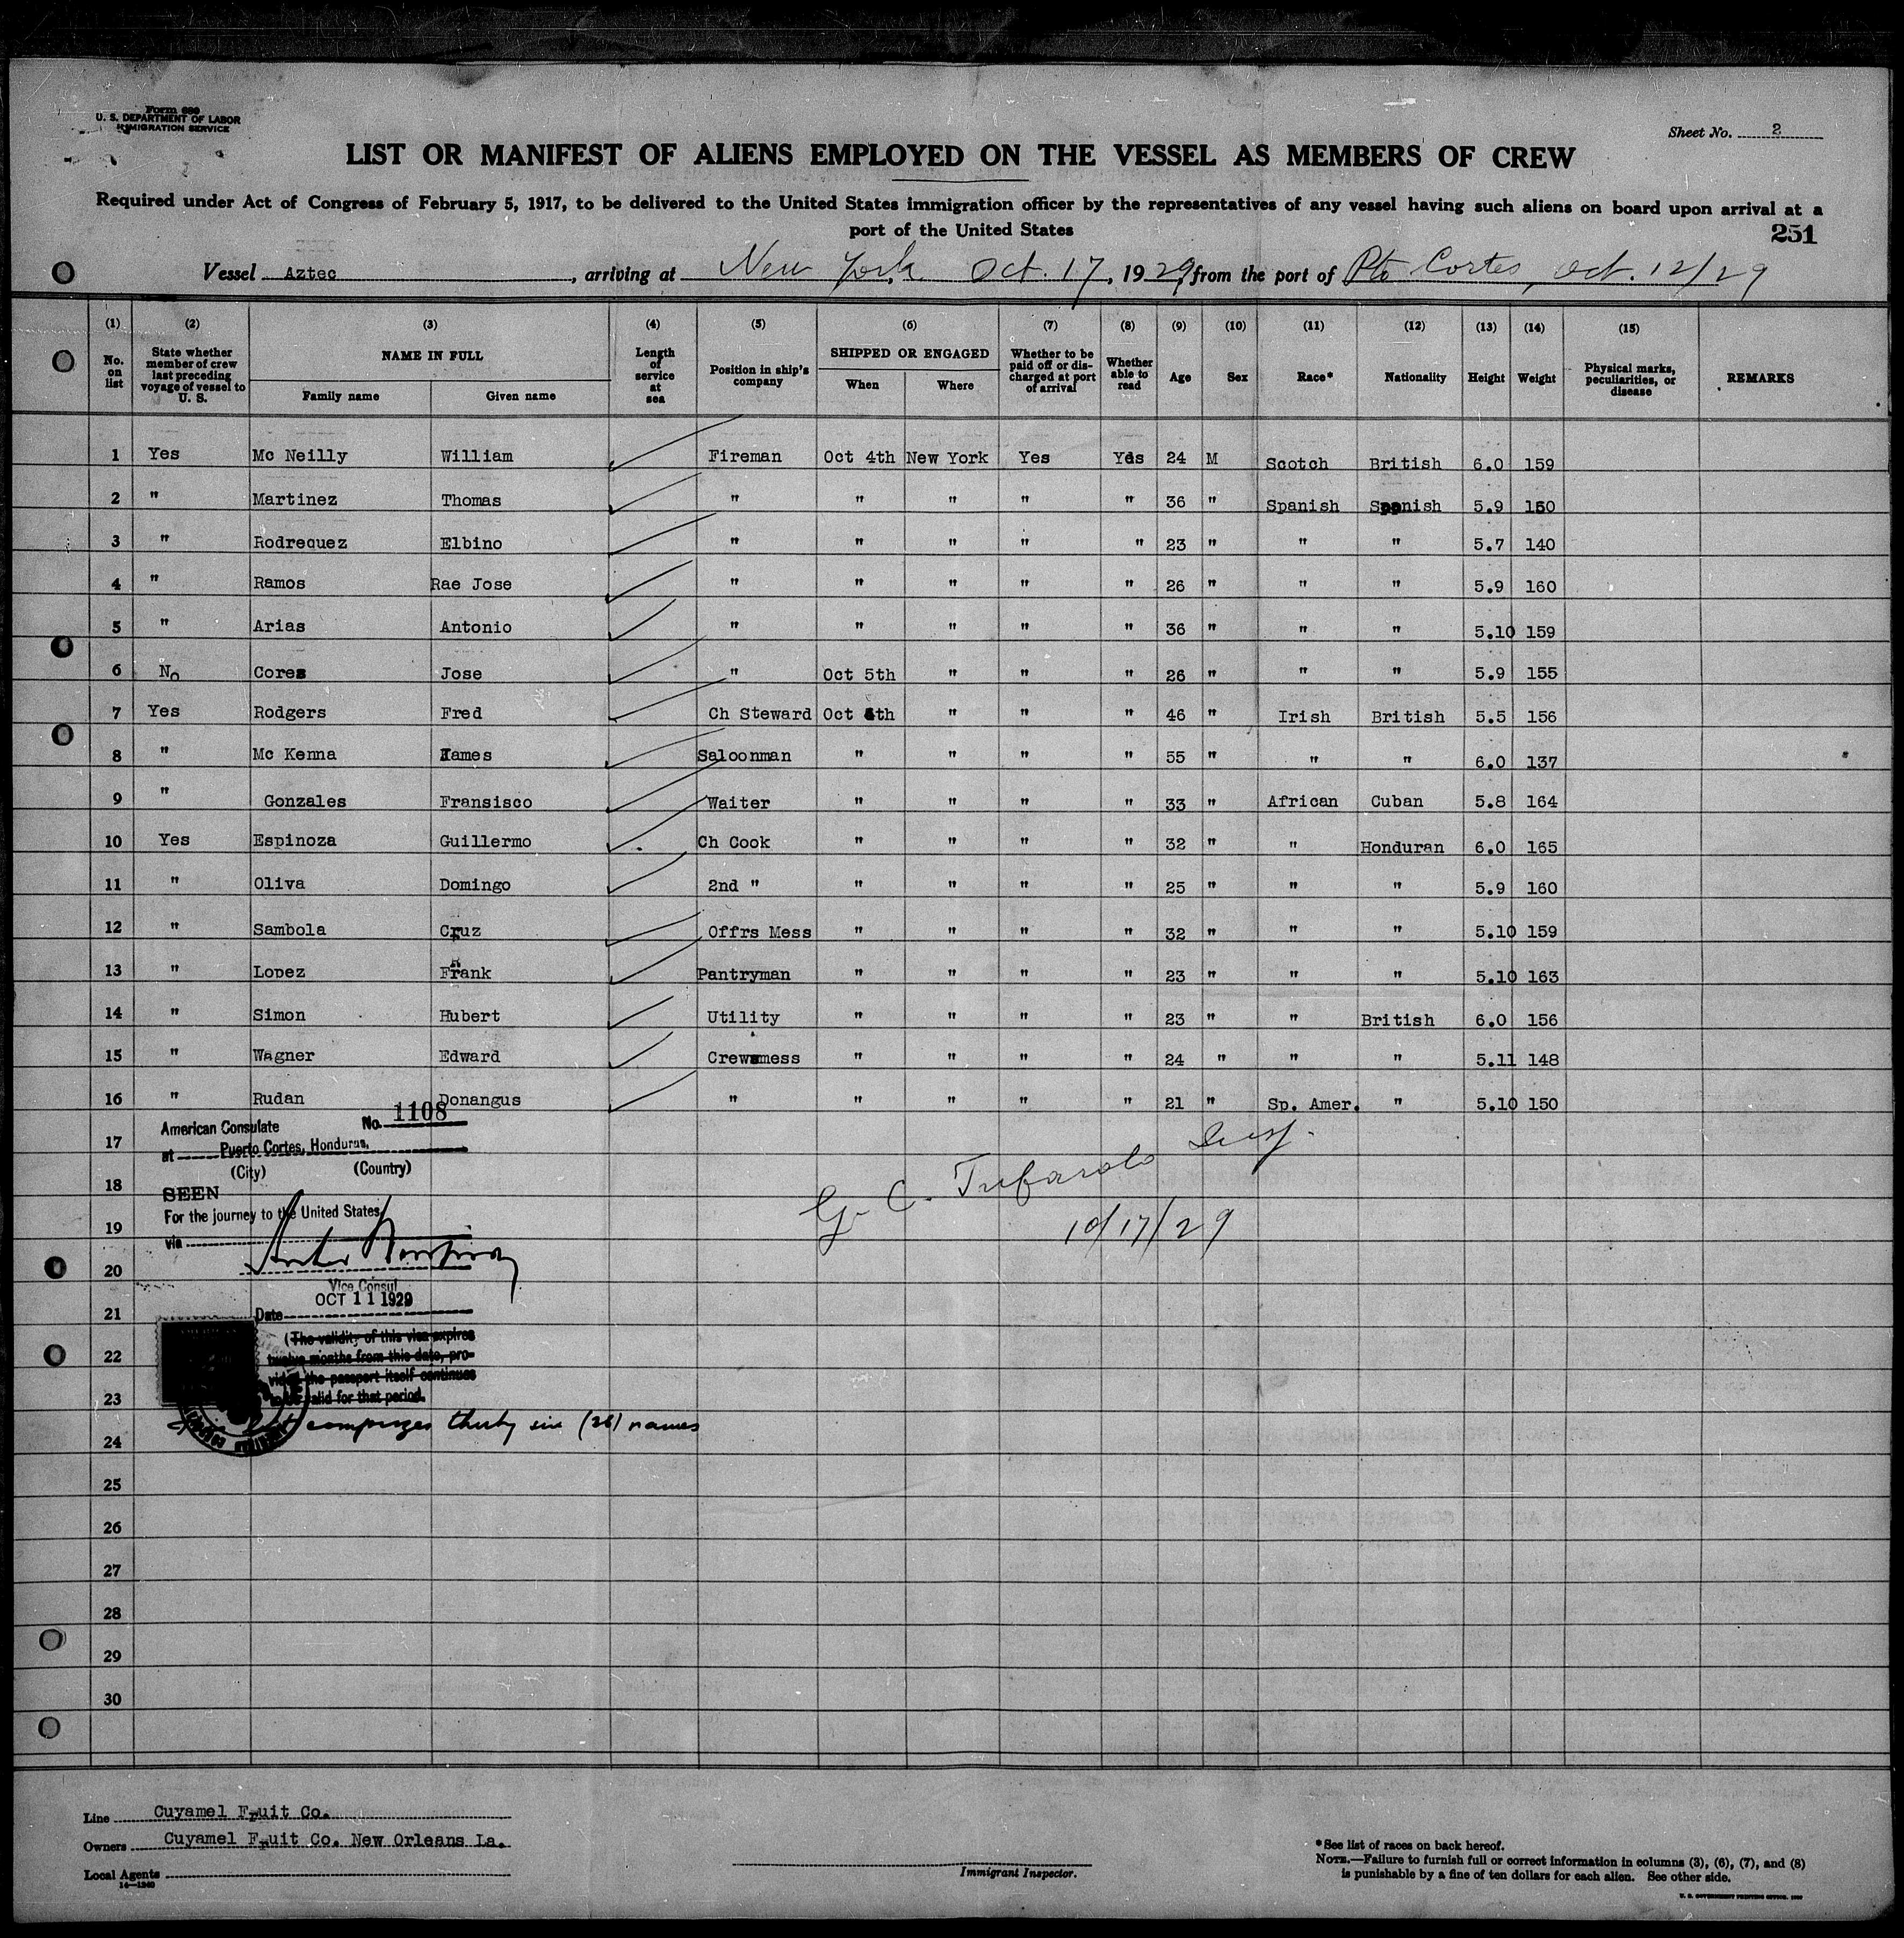 Form 689
U. S. DEPARTMENT OF LABOR
IMMIGRATION SERVICE
Sheet No. 2
LIST OR MANIFEST OF ALIENS EMPLOYED ON THE VESSEL AS MEMBERS OF CREW
Required under Act of Congress of February 5, 1917, to be delivered to the United States immigration officer by the representatives of any vessel having such aliens on board upon arrival at a
port of the United States
251
Vessel Aztec, arriving at New York, Oct. 17, 1929, from the port of Pto Cortes, Oct. 12/29
(1) (2) (3) (4) (5) (6) (7) (8) (9) (10) (11) (12) (13) (14) (15)
No. on list State whether member of crew last preceding voyage of vessel to U. S. NAME IN FULL Family name Given name Length of service at sea Position in ship's company SHIPPED OR ENGAGED When Where Whether to be paid off or discharged at port of arrival Whether able to read Age Sex Race* Nationality Height Weight Physical marks, peculiarities, or disease REMARKS
1 Yes Mc Neilly William Fireman Oct 4th New York Yes Yes 24 M Scotch British 6.0 159
2 " Martinez Thomas " " " " " 36 " Spanish Spanish 5.9 150
3 " Rodrequez Elbino " " " " " 23 " " " 5.7 140
4 " Ramos Rae Jose " " " " " 26 " " " 5.9 160
5 " Arias Antonio " " " " " 36 " " " 5.10 159
6 No Cores Jose " Oct 5th " " " 26 " " " 5.9 155
7 Yes Rodgers Fred Ch Steward Oct 4th " " " 46 " Irish British 5.5 156
8 " Mc Kenna James Saloonman " " " " 55 " " " 6.0 137
9 " Gonzales Fransisco Waiter " " " " 33 " African Cuban 5.8 164
10 Yes Espinoza Guillermo Ch Cook " " " " 32 " " Honduran 6.0 165
11 " Oliva Domingo 2nd " " " " " 25 " " " 5.9 160
12 " Sambola Cruz Offrs Mess " " " " 32 " " " 5.10 159
13 " Lopez Frank Pantryman " " " " 23 " " " 5.10 163
14 " Simon Hubert Utility " " " " 23 " " British 6.0 156
15 " Wagner Edward Crewmess " " " " 24 " " " 5.11 148
16 " Rudan Donangus " " " " " 21 " Sp. Amer. " 5.10 150
17
18
19
20
21
22
23
24
25
26
27
28
29
30
American Consulate No. 1108
at Puerto Cortes, Honduras,
(City) (Country)
SEEN
For the journey to the United States
via
Vice Consul
OCT 11 1929
Date
(The validity of this visa expires
twelve months from this date, pro-
vided the passport itself continues
to be valid for that period.
comprises thirty six (36) names
G. C.
10/17/29
Line Cuyamel Fruit Co.
Owners Cuyamel Fruit Co. New Orleans La.
Local Agents
14—1240
Immigrant Inspector.
*See list of races on back hereof.
NOTE.—Failure to furnish full or correct information in columns (3), (6), (7), and (8)
is punishable by a fine of ten dollars for each alien. See other side.